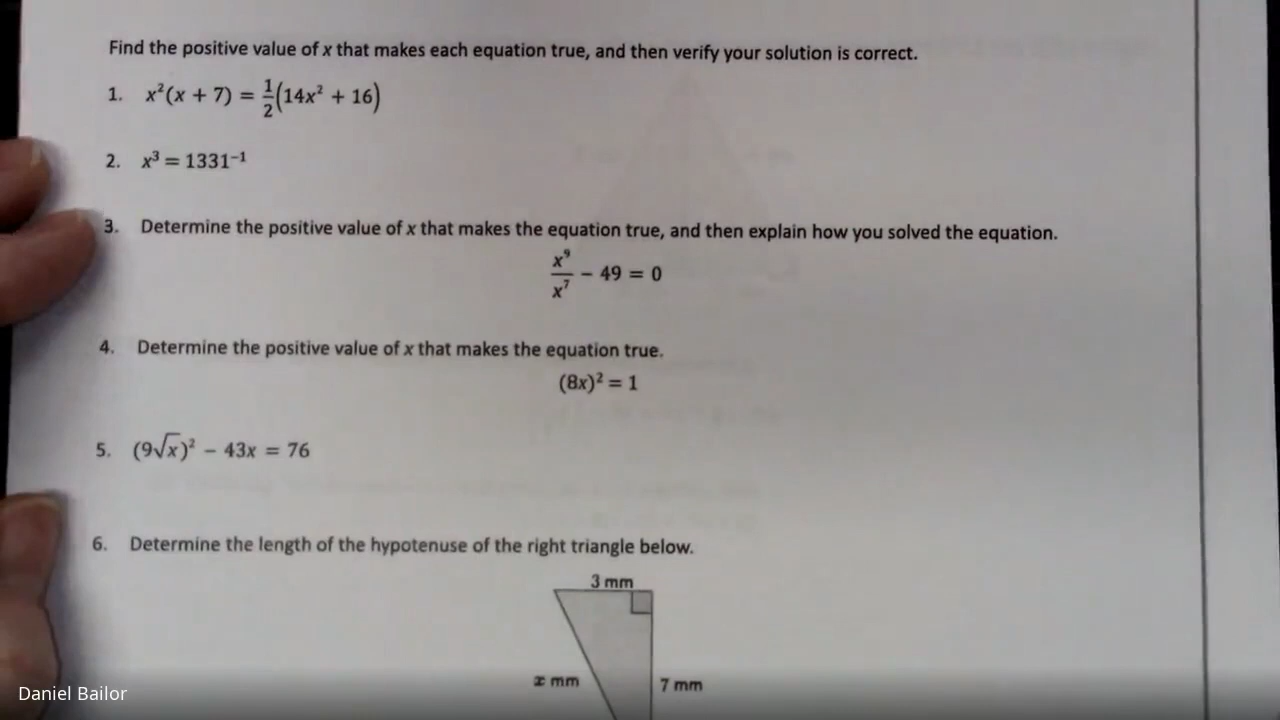 Find the positive value of x that makes each equation true, and then verify your solution is correct.
1. x²(x + 7) = 1/2(14x² + 16)
2. x³ = 1331⁻¹
3. Determine the positive value of x that makes the equation true, and then explain how you solved the equation.
x⁹/x⁷ − 49 = 0
4. Determine the positive value of x that makes the equation true.
(8x)² = 1
5. (9√x)² − 43x = 76
6. Determine the length of the hypotenuse of the right triangle below.
3 mm
x mm 7 mm
Daniel Bailor